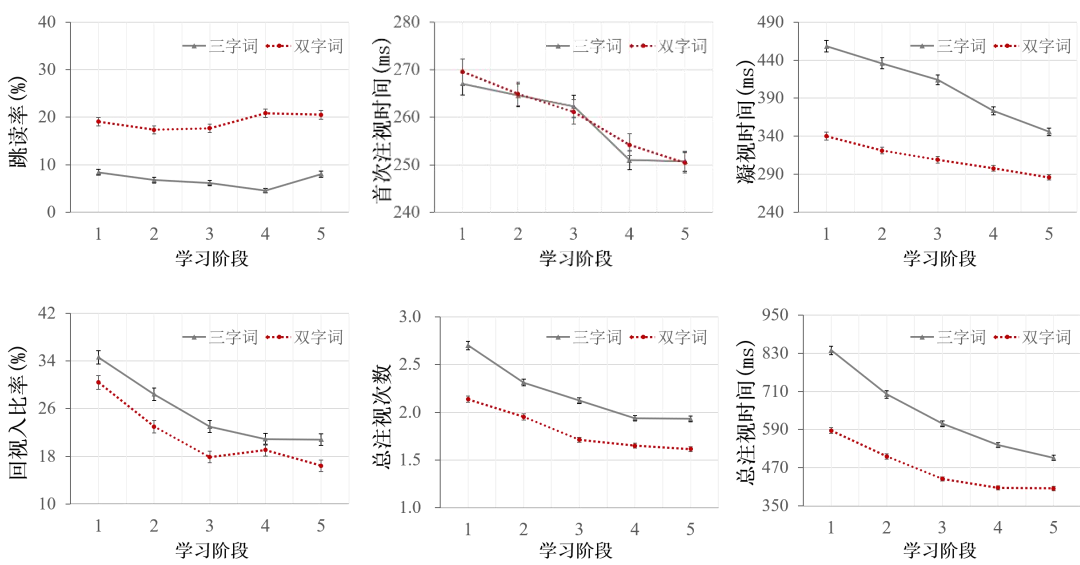 跳读率(%)
三字词 双字词
40
30
20
10
0
1 2 3 4 5
学习阶段
首次注视时间(ms)
三字词 双字词
280
270
260
250
240
1 2 3 4 5
学习阶段
凝视时间(ms)
三字词 双字词
490
440
390
340
290
240
1 2 3 4 5
学习阶段
回视入比率(%)
三字词 双字词
42
34
26
18
10
1 2 3 4 5
学习阶段
总注视次数
三字词 双字词
3.0
2.5
2.0
1.5
1.0
1 2 3 4 5
学习阶段
总注视时间(ms)
三字词 双字词
950
830
710
590
470
350
1 2 3 4 5
学习阶段